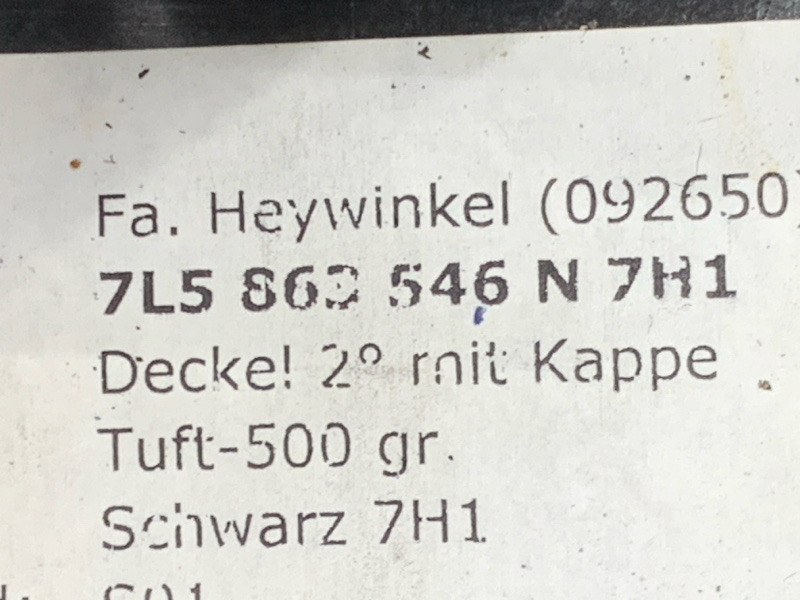 Fa. Heywinkel (092650)
7L5 863 546 N 7H1
Deckel 2° mit Kappe
Tuft-500 gr.
Schwarz 7H1